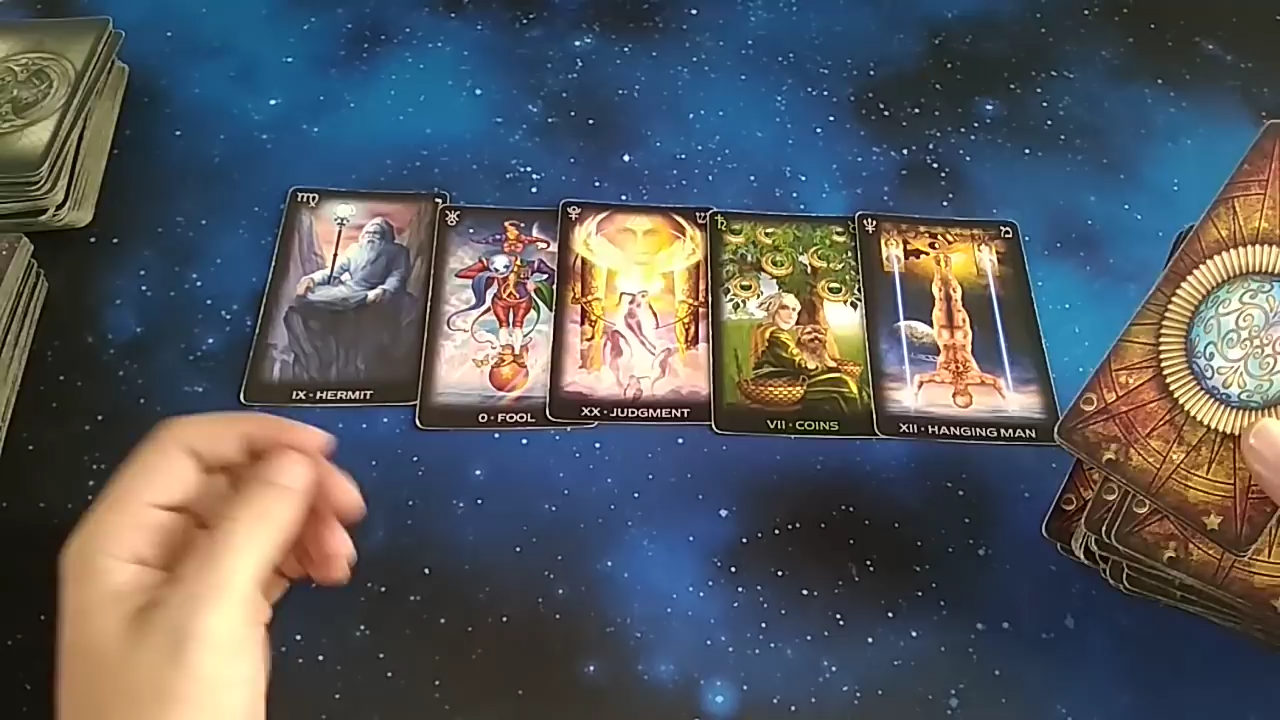 IX • HERMIT
0 • FOOL
XX • JUDGMENT
VII • COINS
XII • HANGING MAN